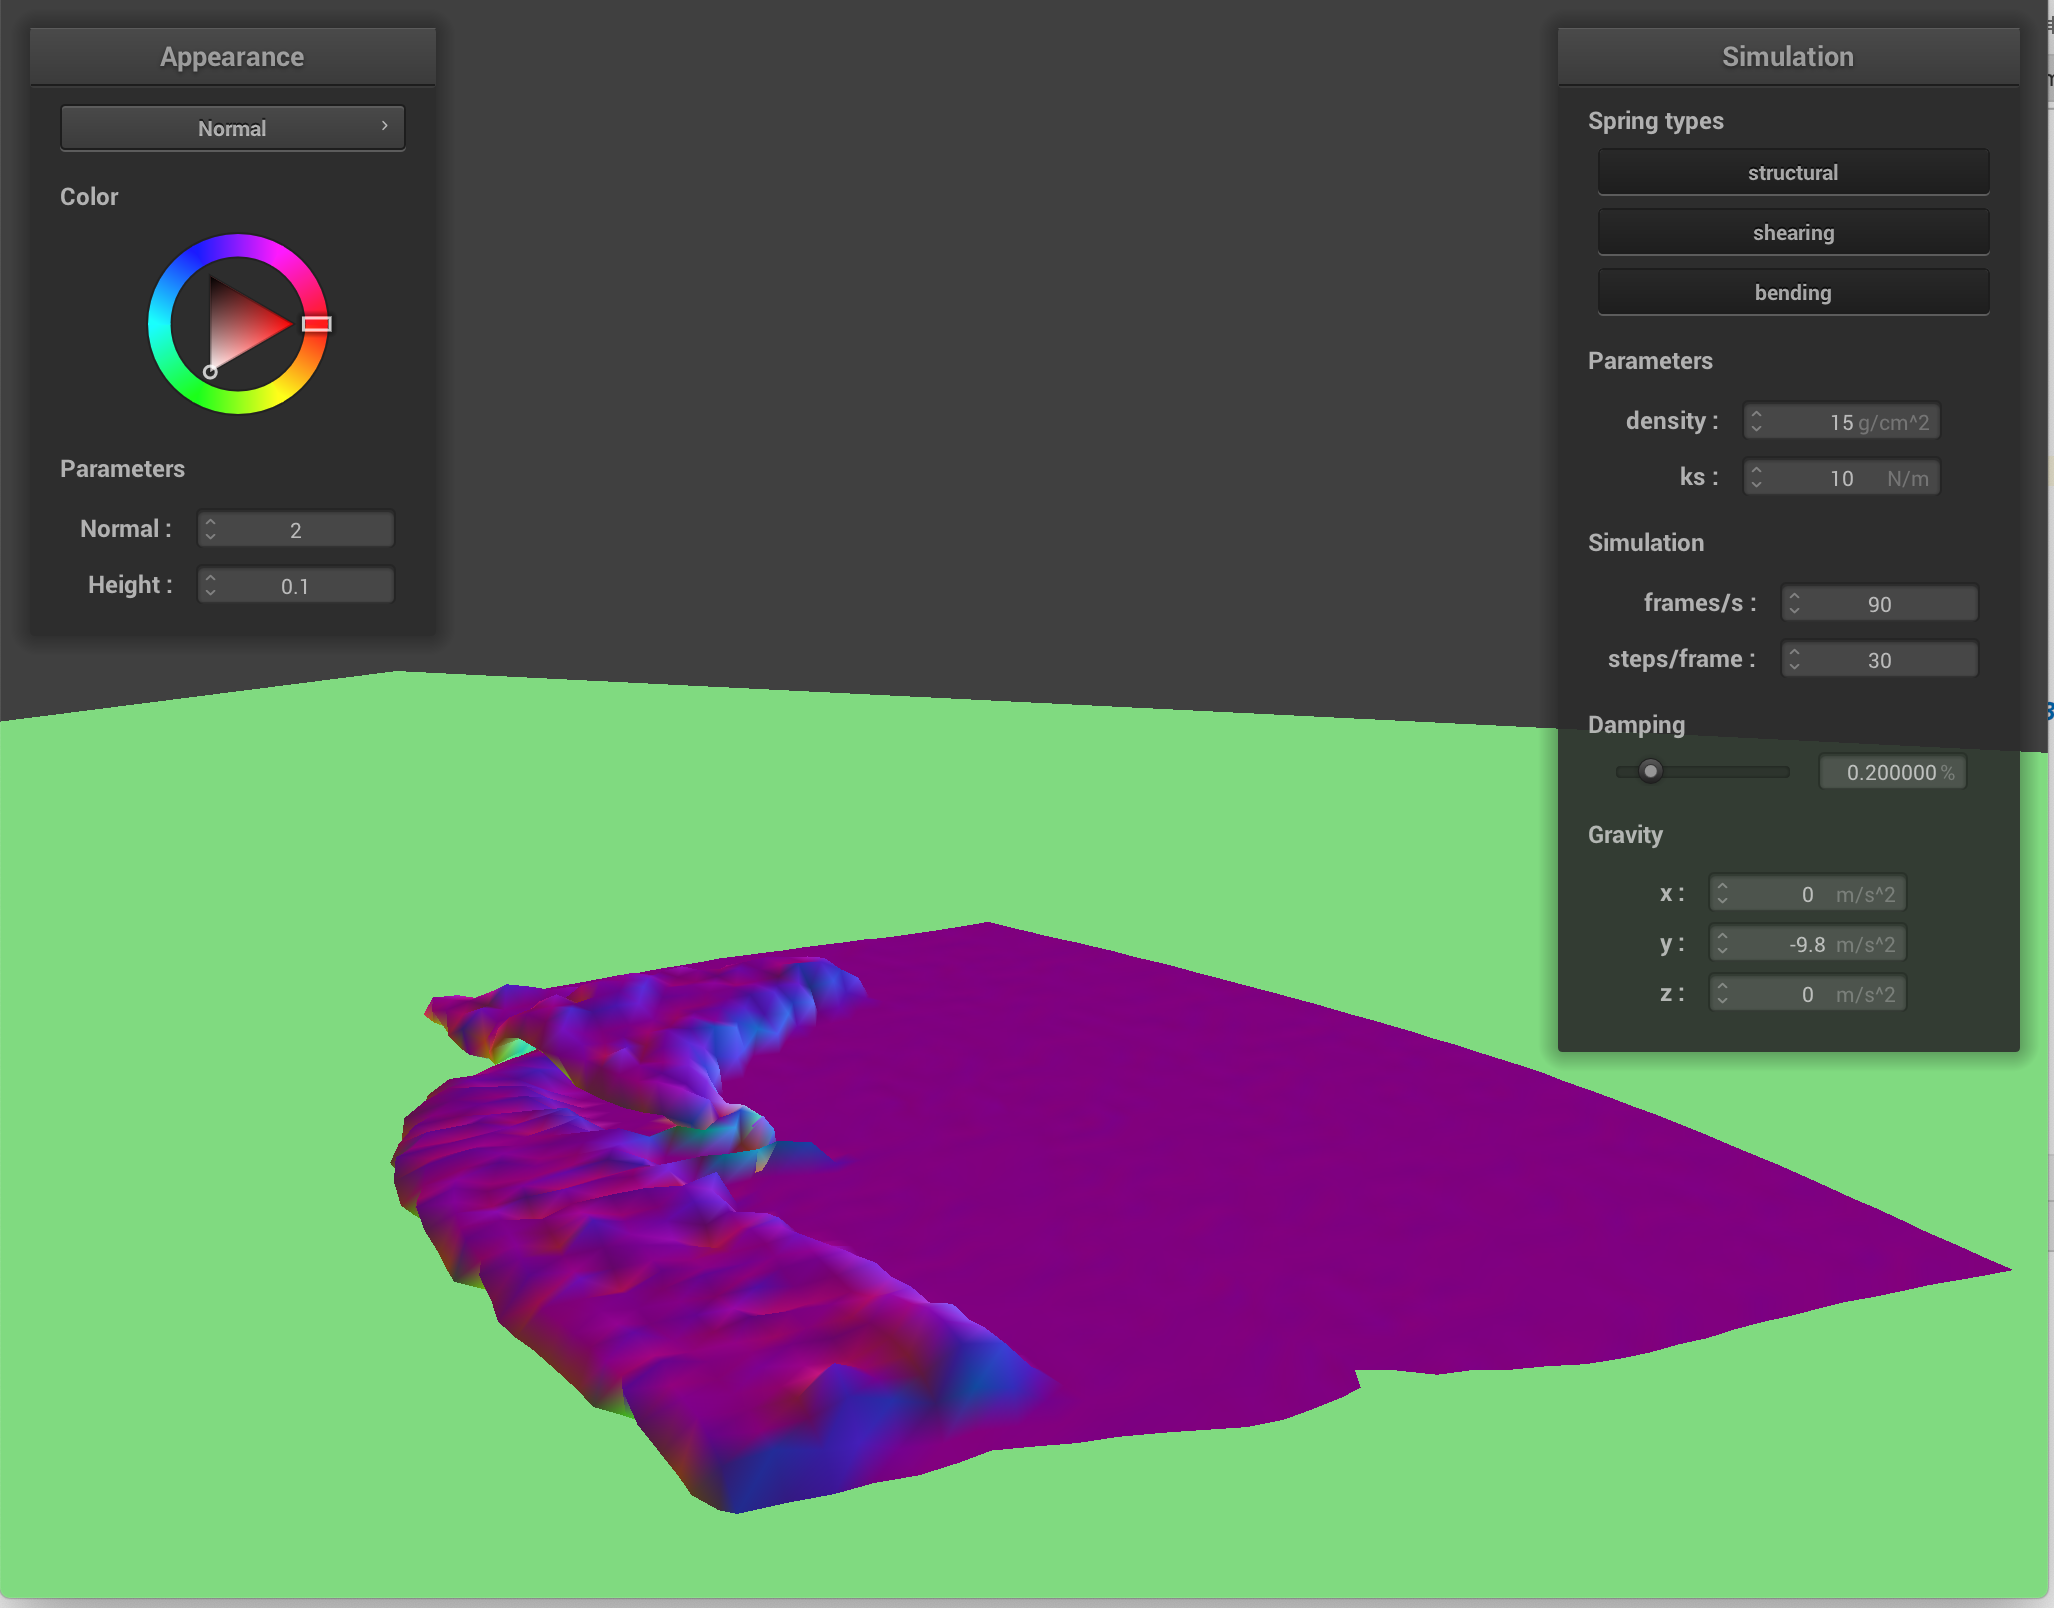 Appearance
Normal
Color
Parameters
Normal : 2
Height : 0.1
Simulation
Spring types
structural
shearing
bending
Parameters
density : 15 g/cm^2
ks : 10 N/m
Simulation
frames/s : 90
steps/frame : 30
Damping
0.200000 %
Gravity
x : 0 m/s^2
y : -9.8 m/s^2
z : 0 m/s^2